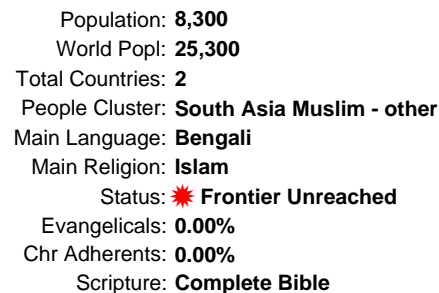 Population: 8,300
World Popl: 25,300
Total Countries: 2
People Cluster: South Asia Muslim - other
Main Language: Bengali
Main Religion: Islam
Status: Frontier Unreached
Evangelicals: 0.00%
Chr Adherents: 0.00%
Scripture: Complete Bible